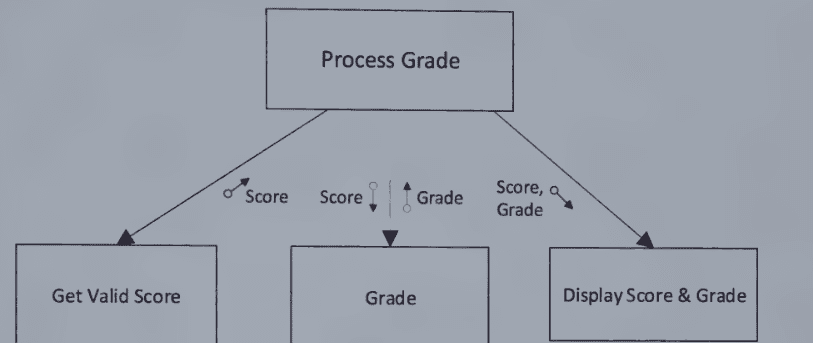 Process Grade
Score
Score
Grade
Score,
Grade
Get Valid Score
Grade
Display Score & Grade